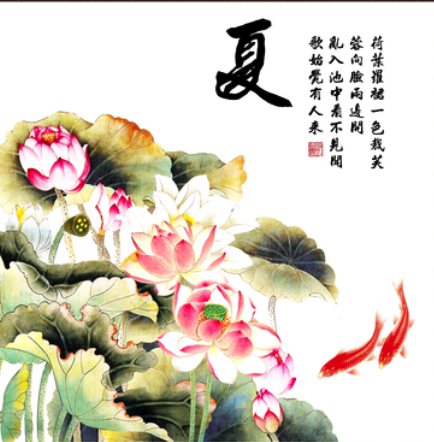 夏
荷葉羅裙一色裁芙
蓉向臉兩邊開
亂入池中看不見聞
歌始覺有人來